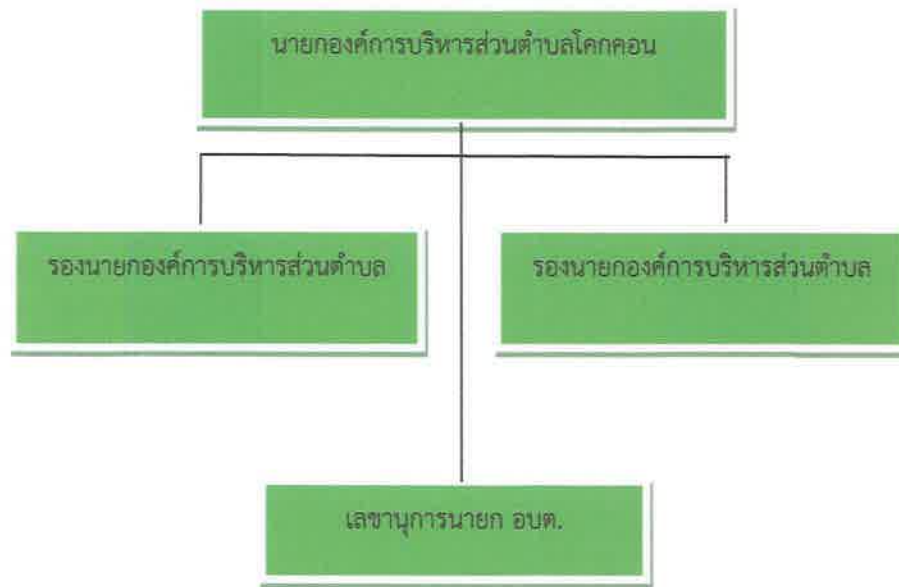 นายกองค์การบริหารส่วนตำบลโคกคอน
รองนายกองค์การบริหารส่วนตำบล
รองนายกองค์การบริหารส่วนตำบล
เลขานุการนายก อบต.